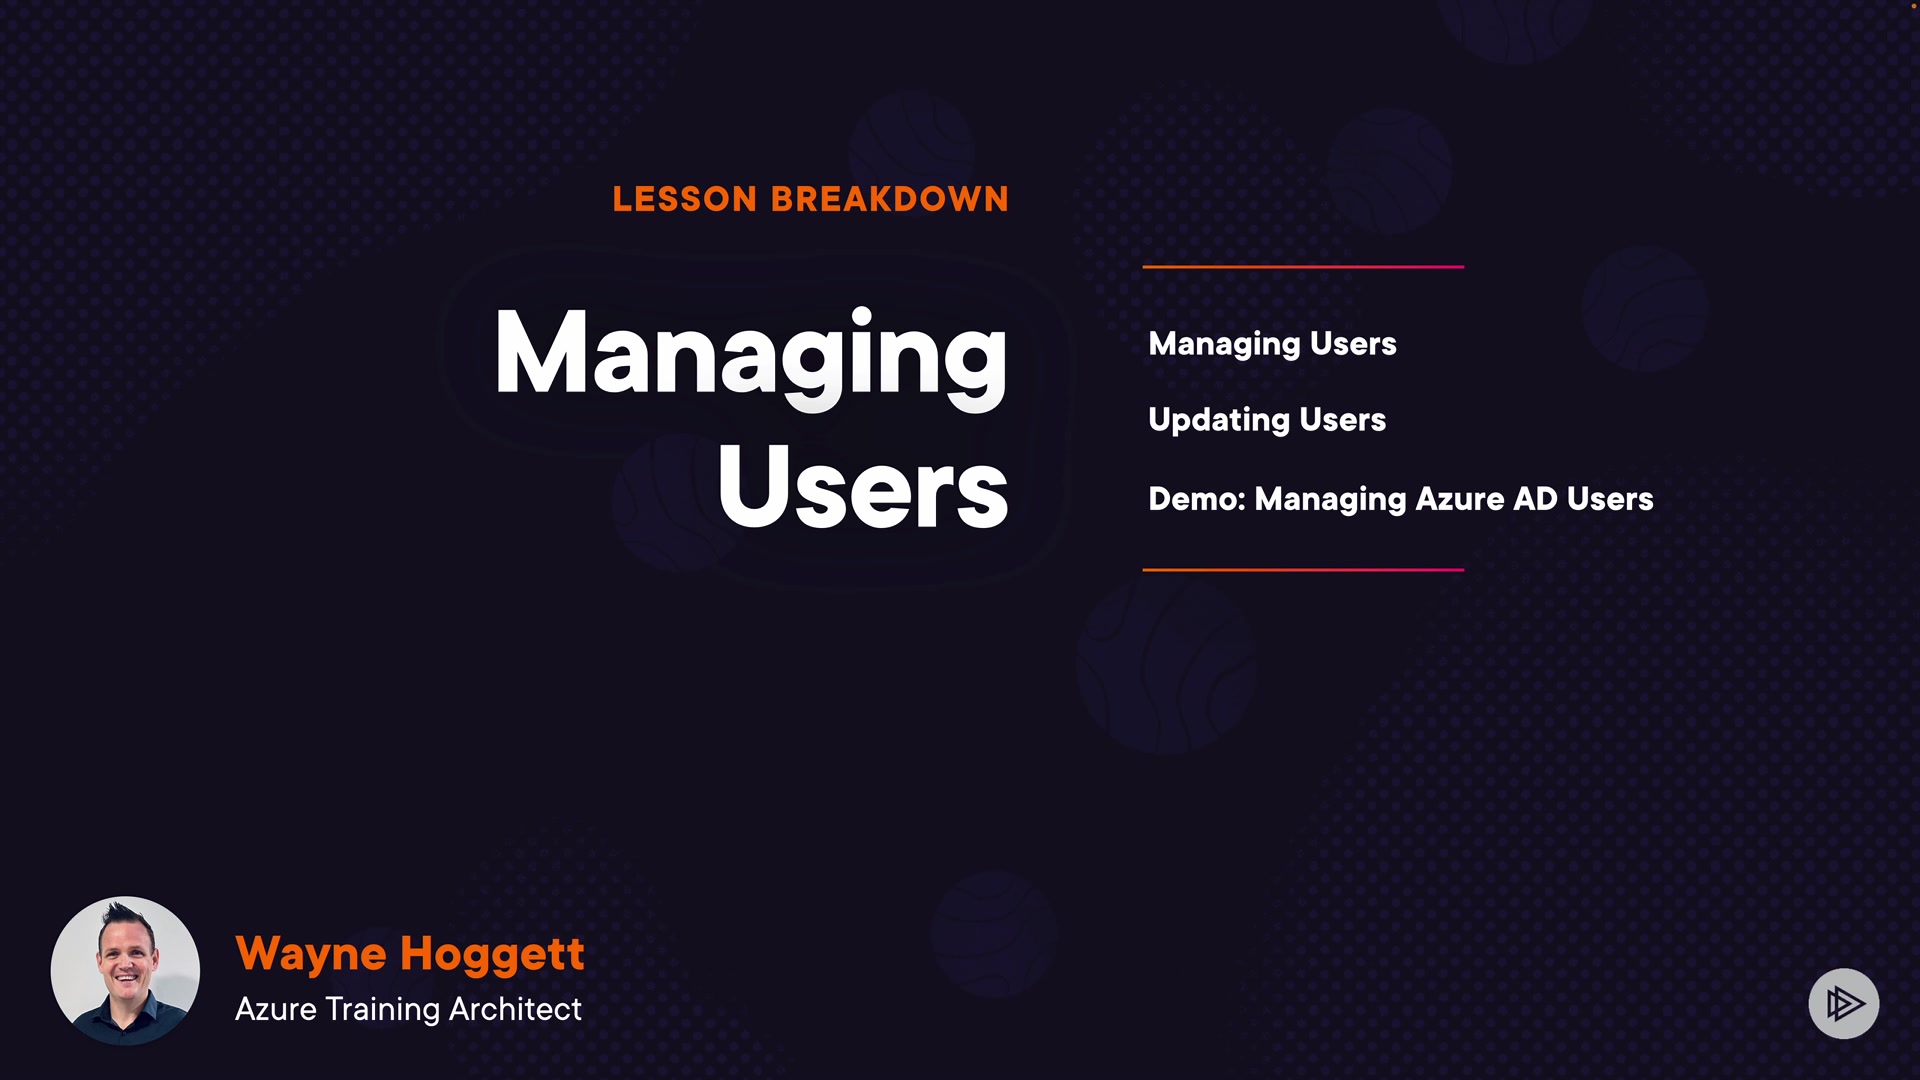 LESSON BREAKDOWN
Managing
Users
Managing Users
Updating Users
Demo: Managing Azure AD Users
Wayne Hoggett
Azure Training Architect